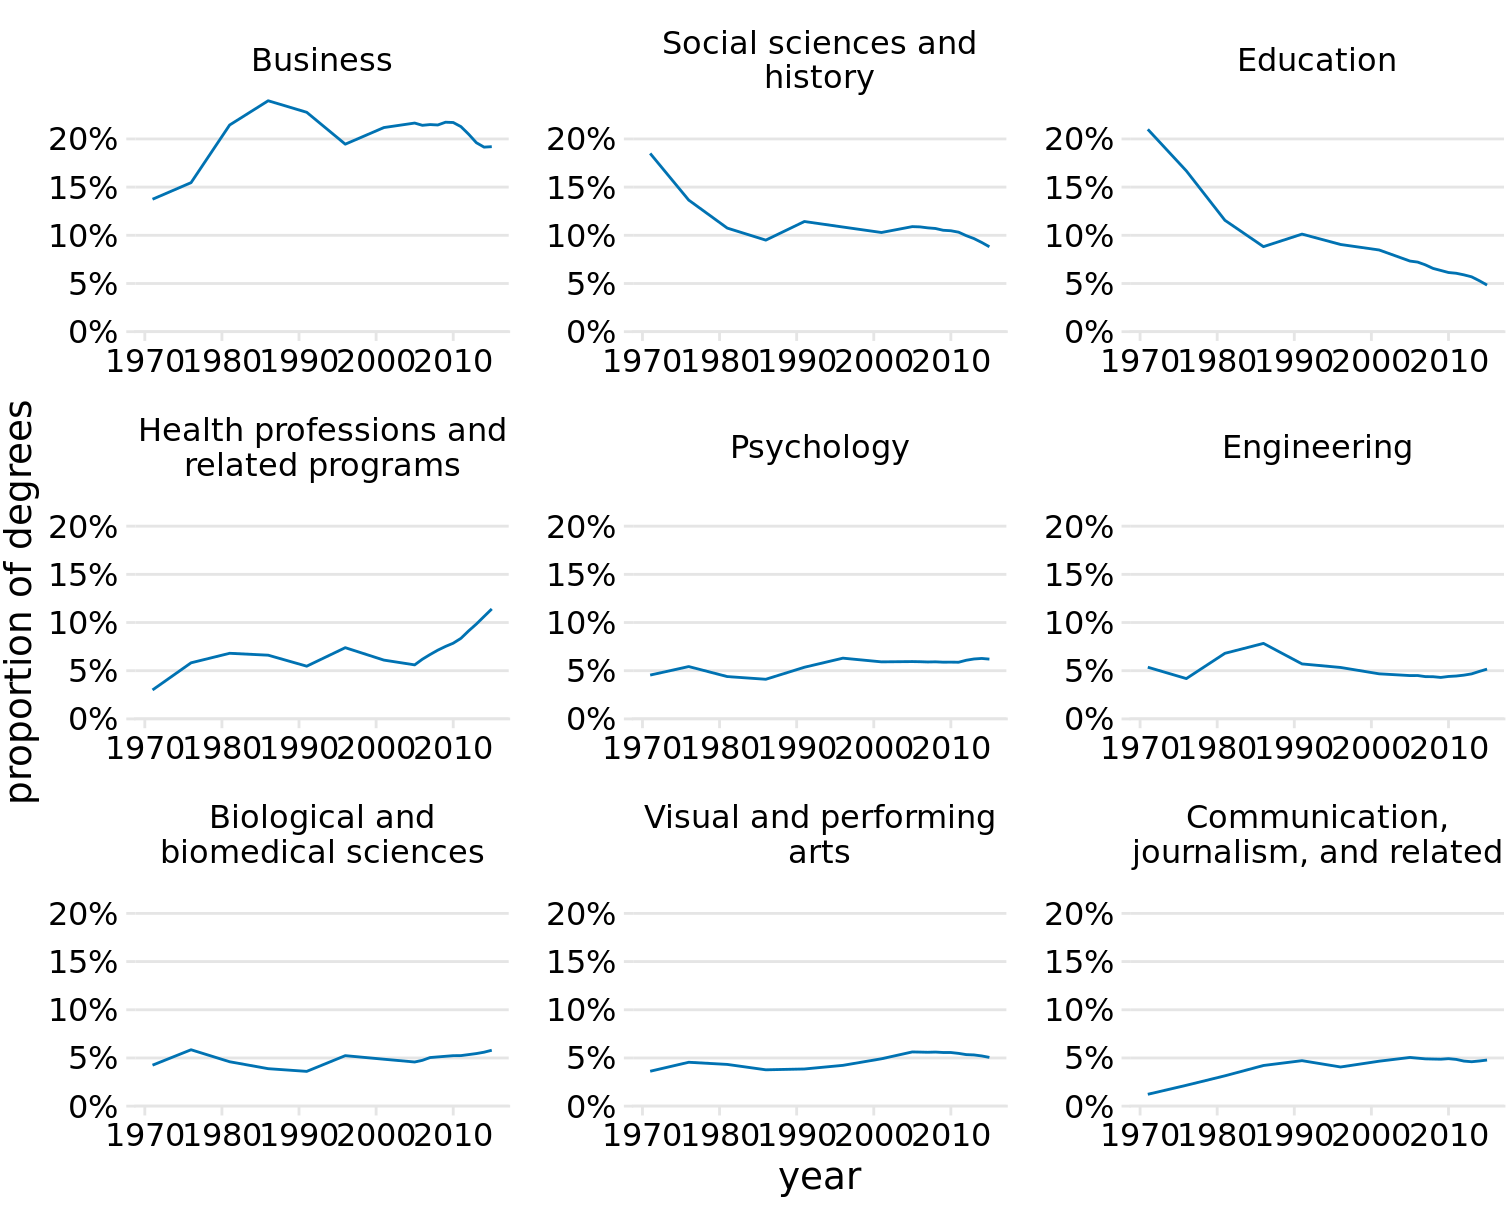 Business
Social sciences and
history
Education
20%
15%
10%
5%
0%
1970 1980 1990 2000 2010
20%
15%
10%
5%
0%
1970 1980 1990 2000 2010
20%
15%
10%
5%
0%
1970 1980 1990 2000 2010
proportion of degrees
Health professions and
related programs
Psychology
Engineering
20%
15%
10%
5%
0%
1970 1980 1990 2000 2010
20%
15%
10%
5%
0%
1970 1980 1990 2000 2010
20%
15%
10%
5%
0%
1970 1980 1990 2000 2010
Biological and
biomedical sciences
Visual and performing
arts
Communication,
journalism, and related
20%
15%
10%
5%
0%
1970 1980 1990 2000 2010
20%
15%
10%
5%
0%
1970 1980 1990 2000 2010
20%
15%
10%
5%
0%
1970 1980 1990 2000 2010
year